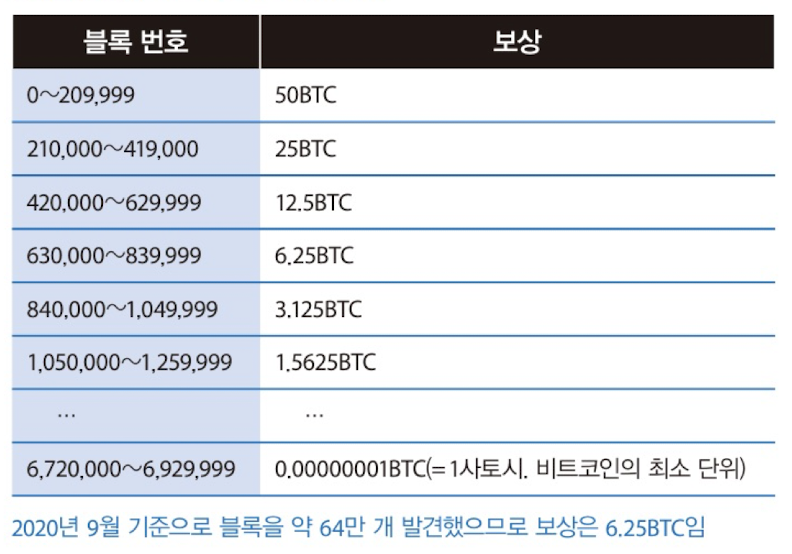 블록 번호 보상
0~209,999 50BTC
210,000~419,000 25BTC
420,000~629,999 12.5BTC
630,000~839,999 6.25BTC
840,000~1,049,999 3.125BTC
1,050,000~1,259,999 1.5625BTC
… …
6,720,000~6,929,999 0.00000001BTC(= 1사토시. 비트코인의 최소 단위)
2020년 9월 기준으로 블록을 약 64만 개 발견했으므로 보상은 6.25BTC임